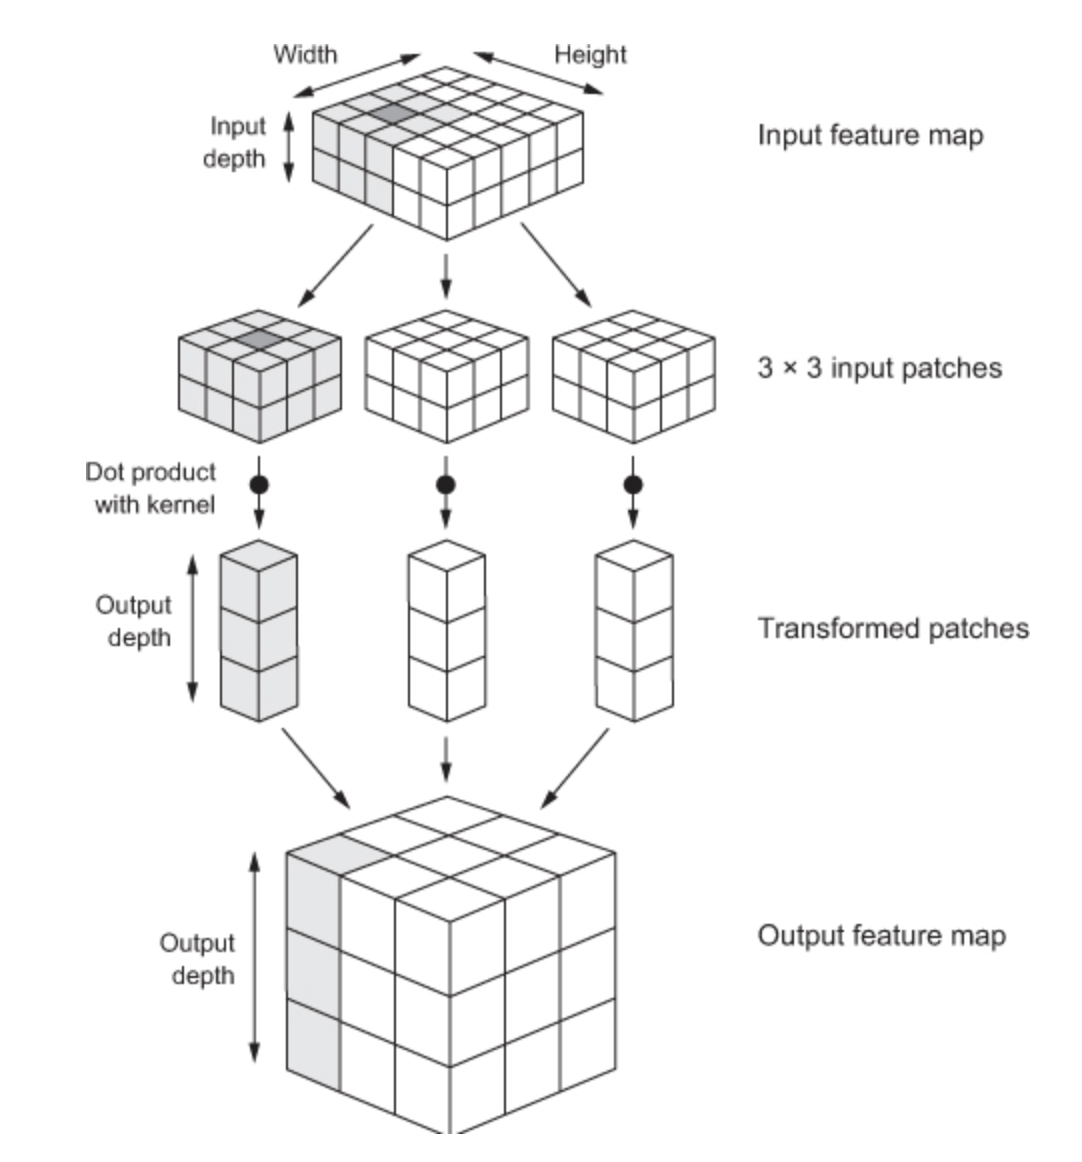 Width
Height
Input
depth
Input feature map
3 × 3 input patches
Dot product
with kernel
Output
depth
Transformed patches
Output
depth
Output feature map